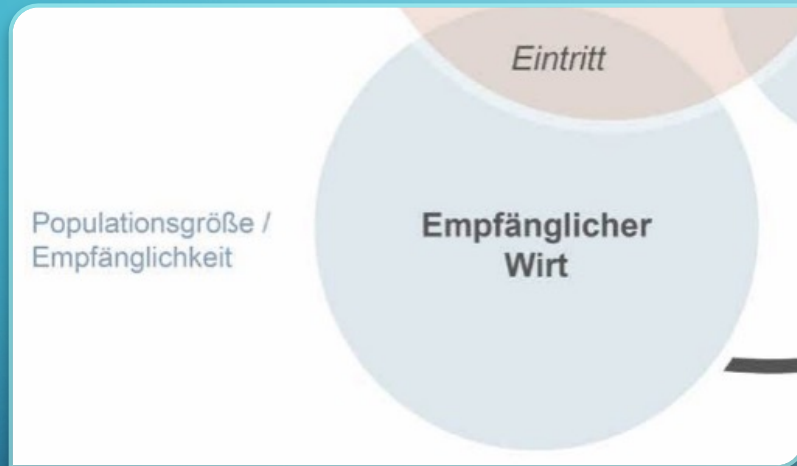 Eintritt
Populationsgröße /
Empfänglichkeit
Empfänglicher
Wirt